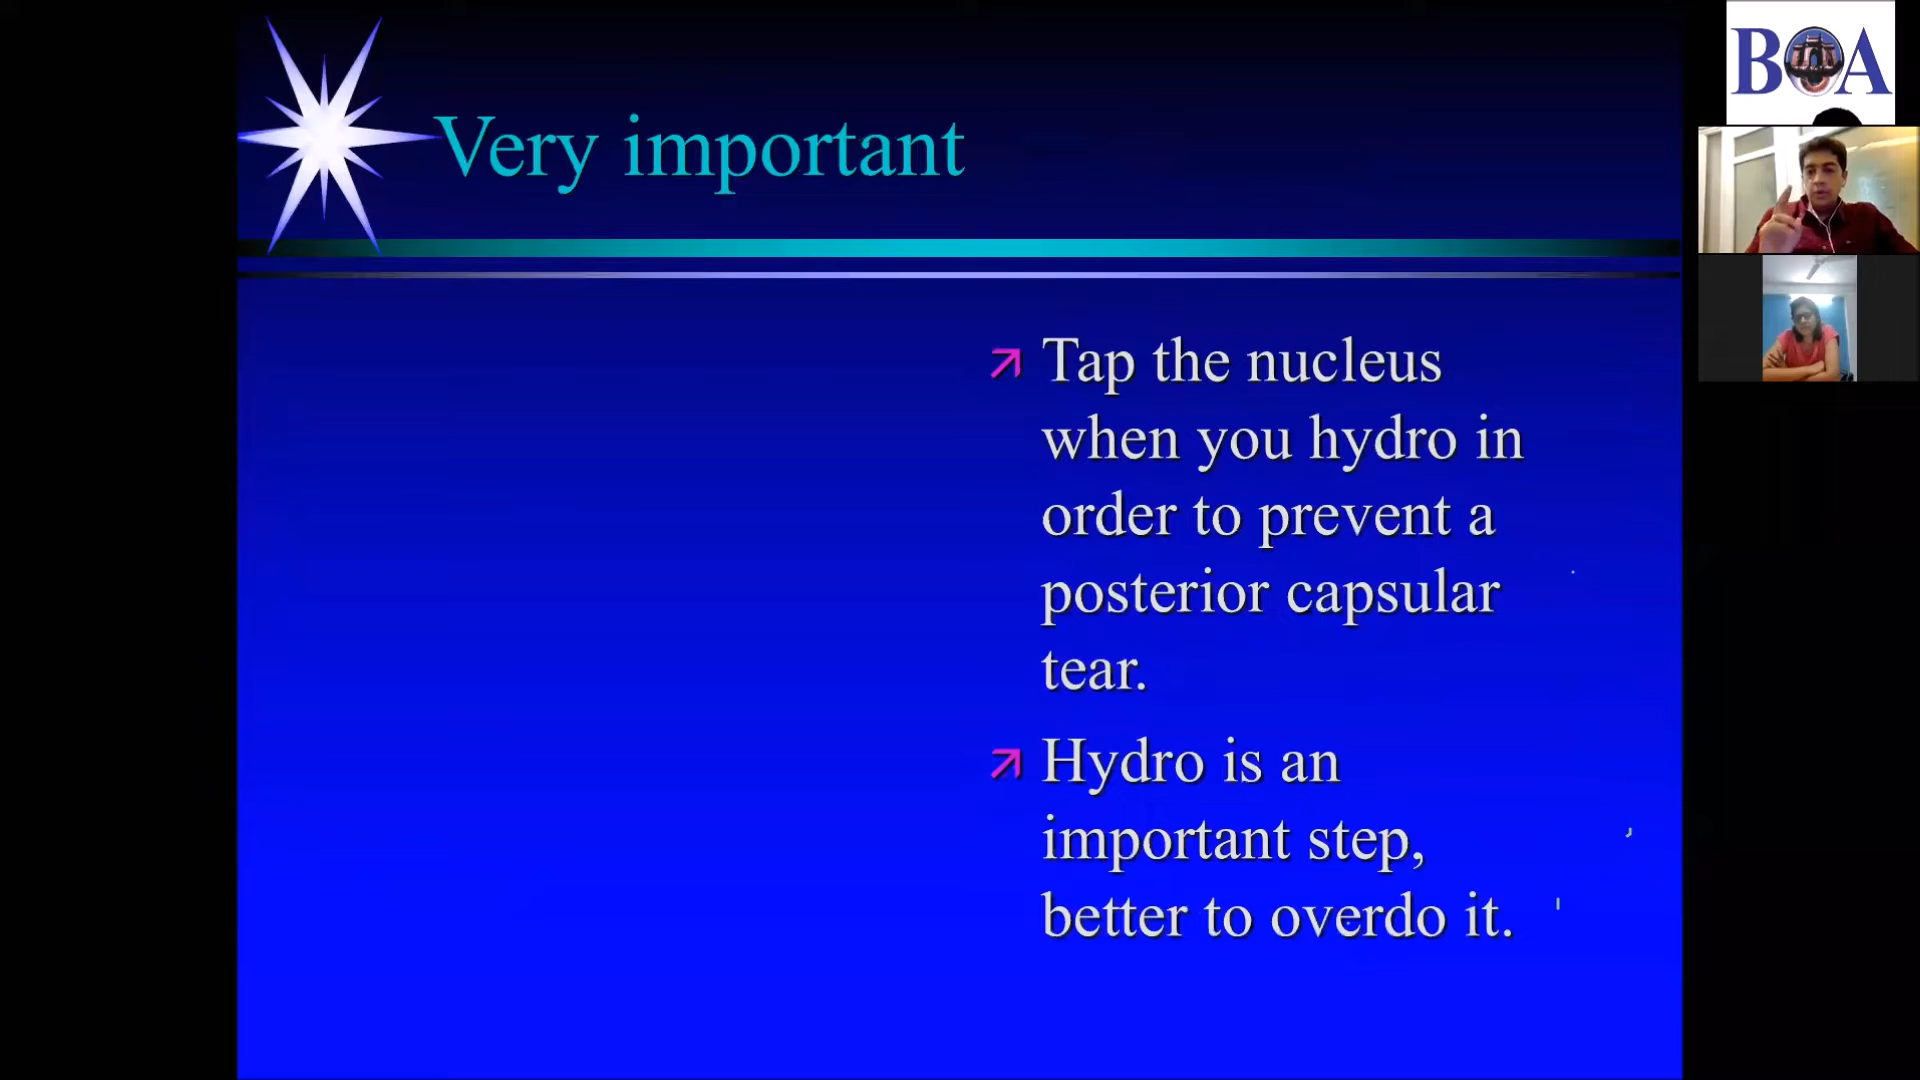 Very important
Tap the nucleus
when you hydro in
order to prevent a
posterior capsular
tear.
Hydro is an
important step,
better to overdo it.
BOA